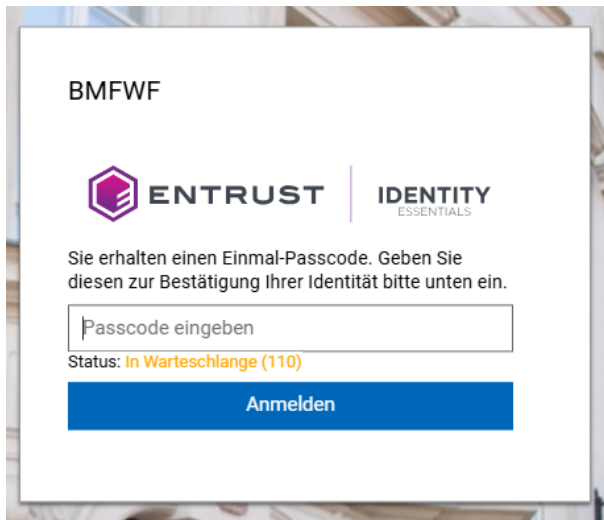 BMFWF
ENTRUST
IDENTITY
ESSENTIALS
Sie erhalten einen Einmal-Passcode. Geben Sie
diesen zur Bestätigung Ihrer Identität bitte unten ein.
Passcode eingeben
Status: In Warteschlange (110)
Anmelden